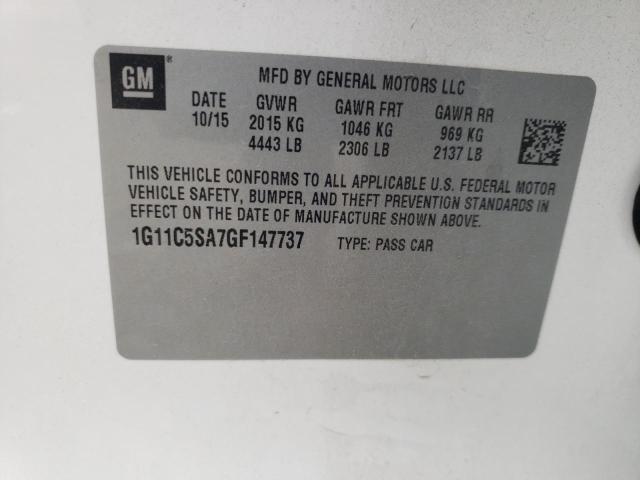 GM®
MFD BY GENERAL MOTORS LLC
DATE GVWR GAWR FRT GAWR RR
10/15 2015 KG 1046 KG 969 KG
4443 LB 2306 LB 2137 LB
THIS VEHICLE CONFORMS TO ALL APPLICABLE U.S. FEDERAL MOTOR
VEHICLE SAFETY, BUMPER, AND THEFT PREVENTION STANDARDS IN
EFFECT ON THE DATE OF MANUFACTURE SHOWN ABOVE.
1G11C5SA7GF147737 TYPE: PASS CAR